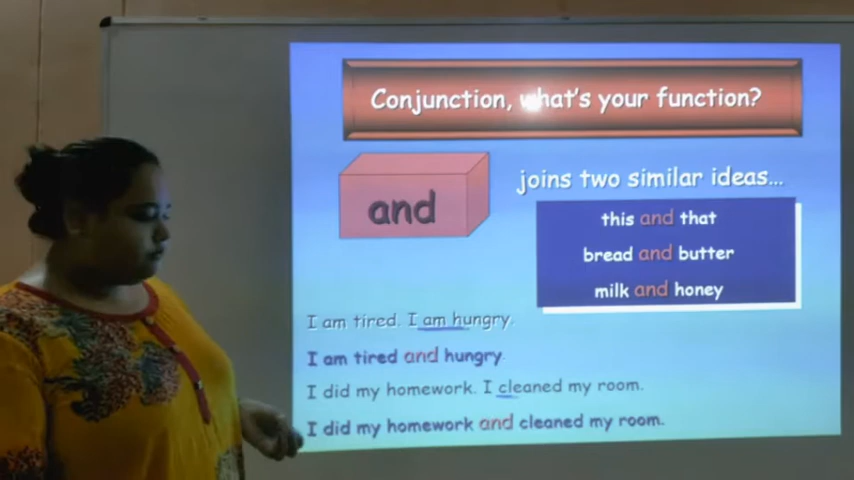 Conjunction, what's your function?
and
joins two similar ideas...
this and that
bread and butter
milk and honey
I am tired. I am hungry.
I am tired and hungry.
I did my homework. I cleaned my room.
I did my homework and cleaned my room.